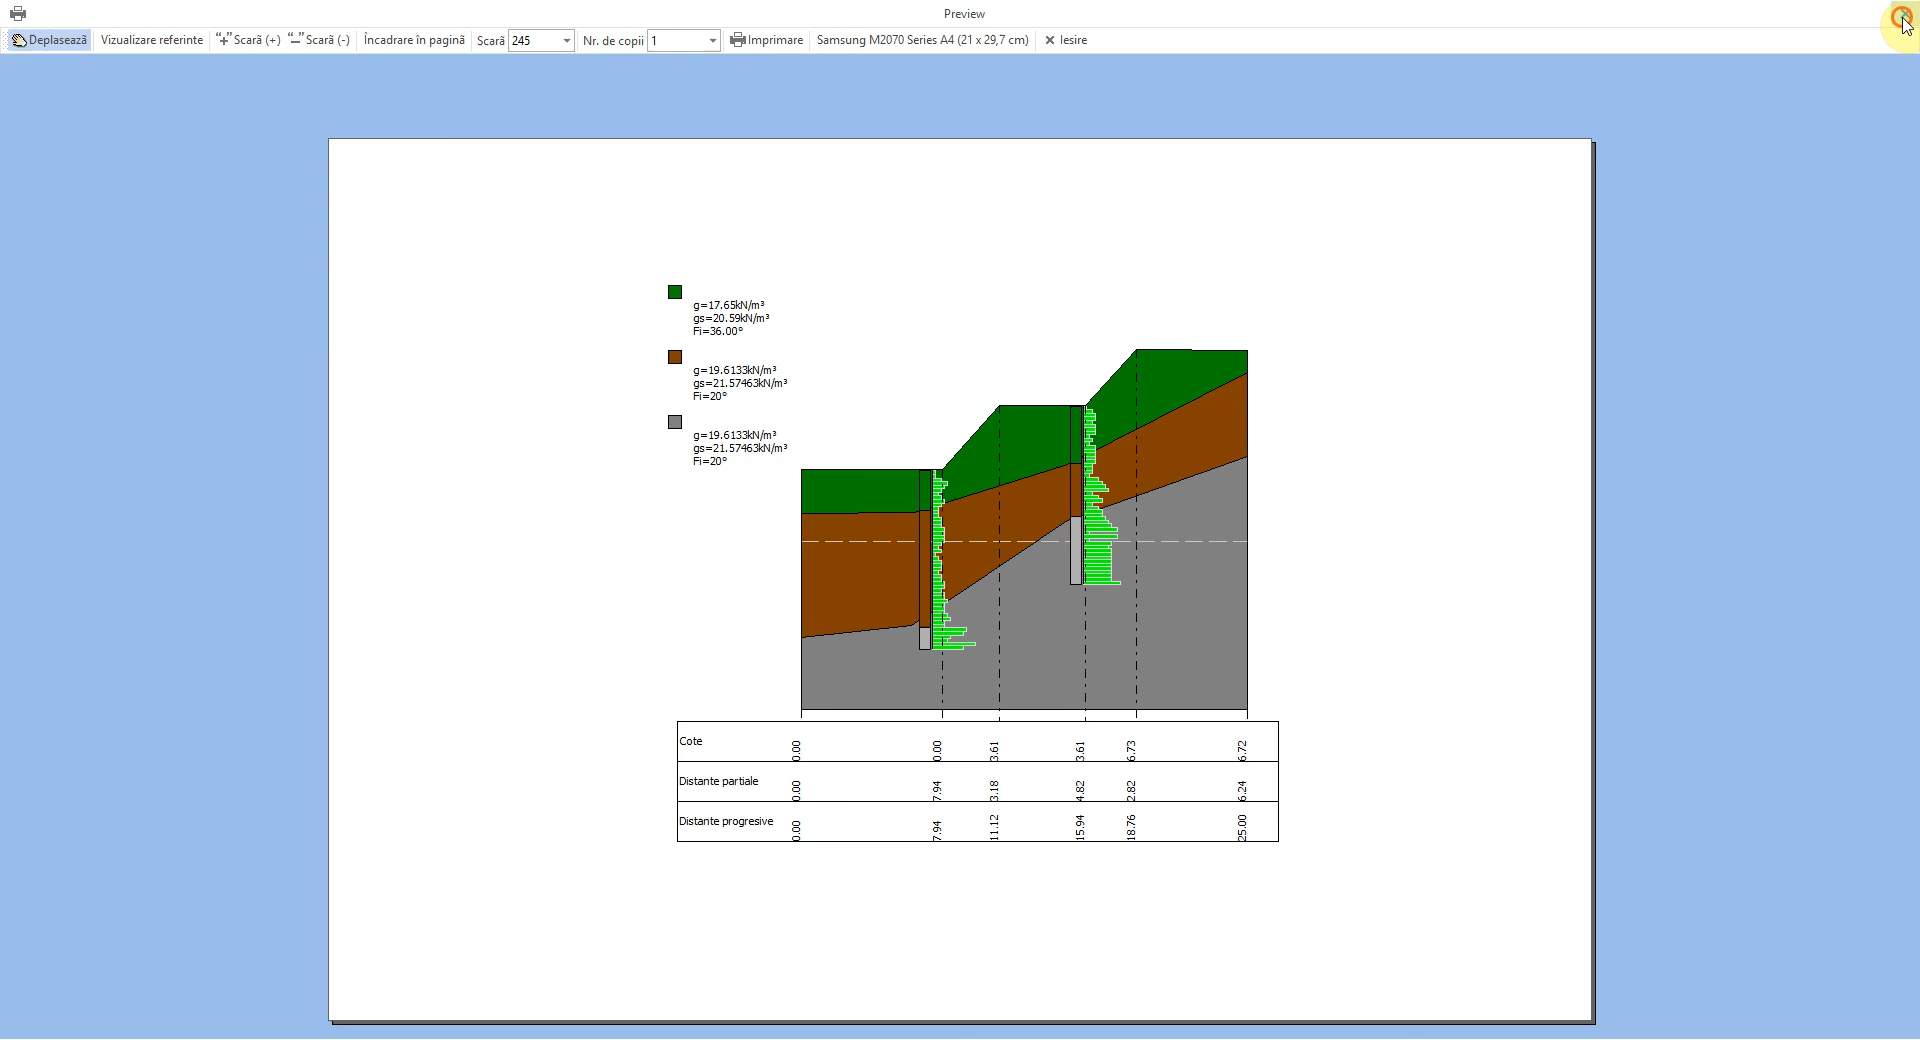 Preview
Deplasează Vizualizare referinte Scară (+) Scară (-) Încadrare în pagină Scară 245 Nr. de copii 1 Imprimare Samsung M2070 Series A4 (21 x 29,7 cm) Iesire
g=17.65kN/m³
gs=20.59kN/m³
Fi=36.00°
g=19.6133kN/m³
gs=21.57463kN/m³
Fi=20°
g=19.6133kN/m³
gs=21.57463kN/m³
Fi=20°
Cote 0.00 0.00 3.61 3.61 6.73 6.72
Distante partiale 0.00 7.94 3.18 4.82 2.82 6.24
Distante progresive 0.00 7.94 11.12 15.94 18.76 25.00